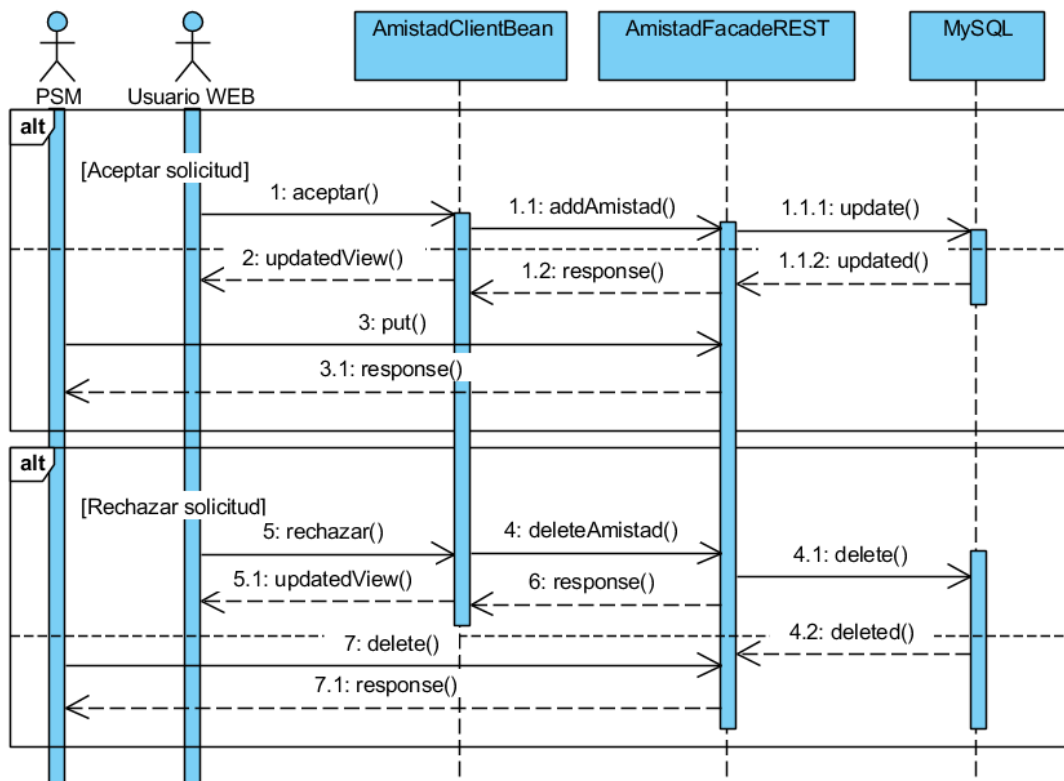 AmistadClientBean
AmistadFacadeREST
MySQL
PSM
Usuario WEB
alt
[Aceptar solicitud]
1: aceptar()
1.1: addAmistad()
1.1.1: update()
2: updatedView()
1.2: response()
1.1.2: updated()
3: put()
3.1: response()
alt
[Rechazar solicitud]
5: rechazar()
4: deleteAmistad()
4.1: delete()
5.1: updatedView()
6: response()
4.2: deleted()
7: delete()
7.1: response()